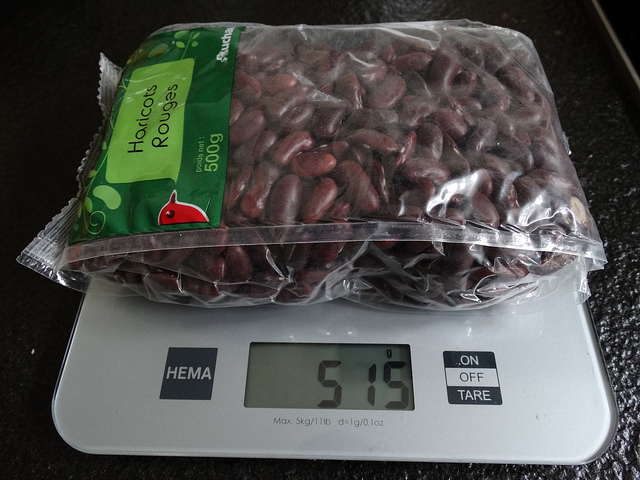 Auchan
Haricots
Rouges
poids net :
500g
HEMA
g
515
ON
OFF
TARE
Max. 5kg/11lb d=1g/0.1oz